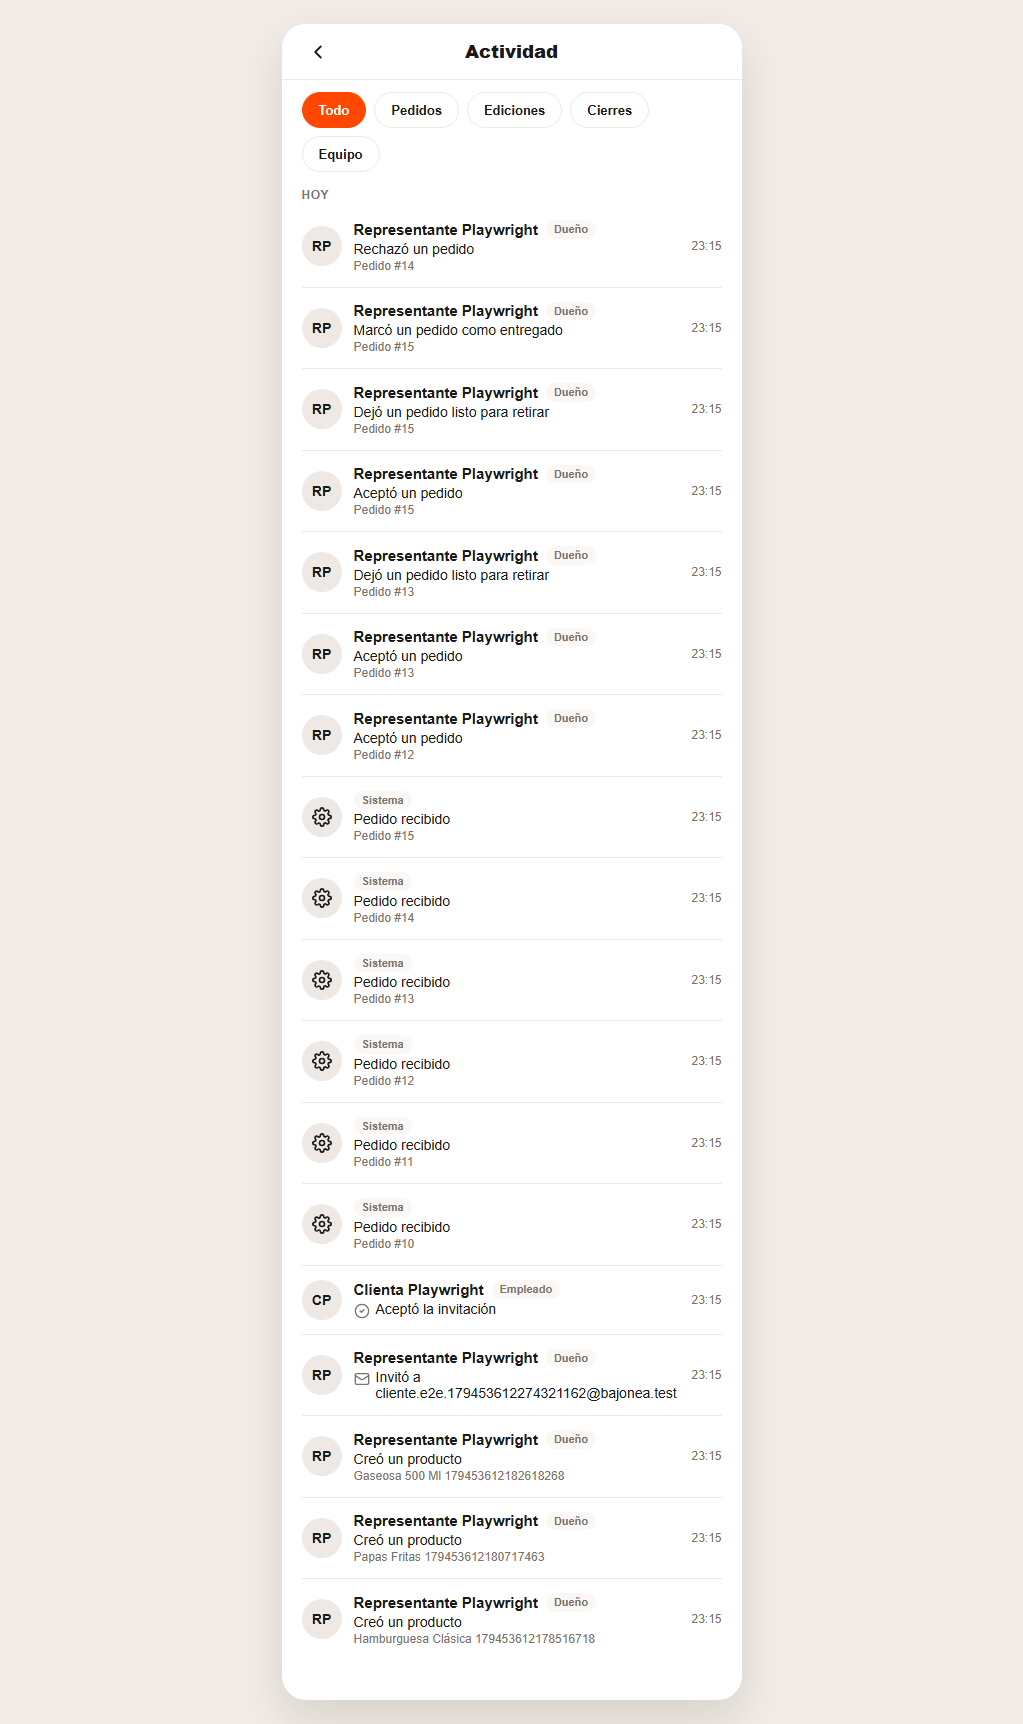 Actividad
Todo
Pedidos
Ediciones
Cierres
Equipo
HOY
RP
Representante Playwright Dueño
Rechazó un pedido
Pedido #14
23:15
RP
Representante Playwright Dueño
Marcó un pedido como entregado
Pedido #15
23:15
RP
Representante Playwright Dueño
Dejó un pedido listo para retirar
Pedido #15
23:15
RP
Representante Playwright Dueño
Aceptó un pedido
Pedido #15
23:15
RP
Representante Playwright Dueño
Dejó un pedido listo para retirar
Pedido #13
23:15
RP
Representante Playwright Dueño
Aceptó un pedido
Pedido #13
23:15
RP
Representante Playwright Dueño
Aceptó un pedido
Pedido #12
23:15
Sistema
Pedido recibido
Pedido #15
23:15
Sistema
Pedido recibido
Pedido #14
23:15
Sistema
Pedido recibido
Pedido #13
23:15
Sistema
Pedido recibido
Pedido #12
23:15
Sistema
Pedido recibido
Pedido #11
23:15
Sistema
Pedido recibido
Pedido #10
23:15
CP
Clienta Playwright Empleado
Aceptó la invitación
23:15
RP
Representante Playwright Dueño
Invitó a
cliente.e2e.179453612274321162@bajonea.test
23:15
RP
Representante Playwright Dueño
Creó un producto
Gaseosa 500 Ml 179453612182618268
23:15
RP
Representante Playwright Dueño
Creó un producto
Papas Fritas 179453612180717463
23:15
RP
Representante Playwright Dueño
Creó un producto
Hamburguesa Clásica 179453612178516718
23:15